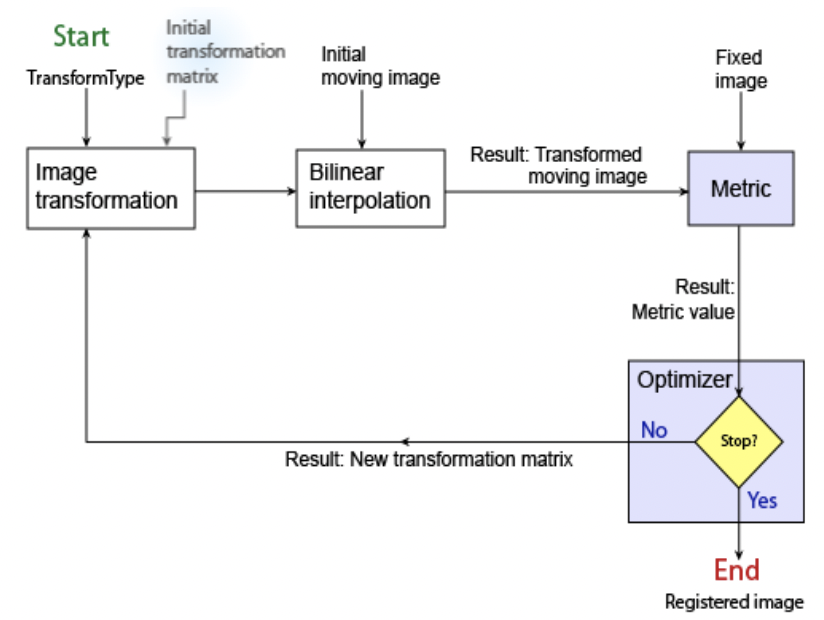 Start
Initial
transformation
matrix
TransformType
Initial
moving image
Fixed
image
Image
transformation
Bilinear
interpolation
Result: Transformed
moving image
Metric
Result:
Metric value
Optimizer
No
Stop?
Result: New transformation matrix
Yes
End
Registered image